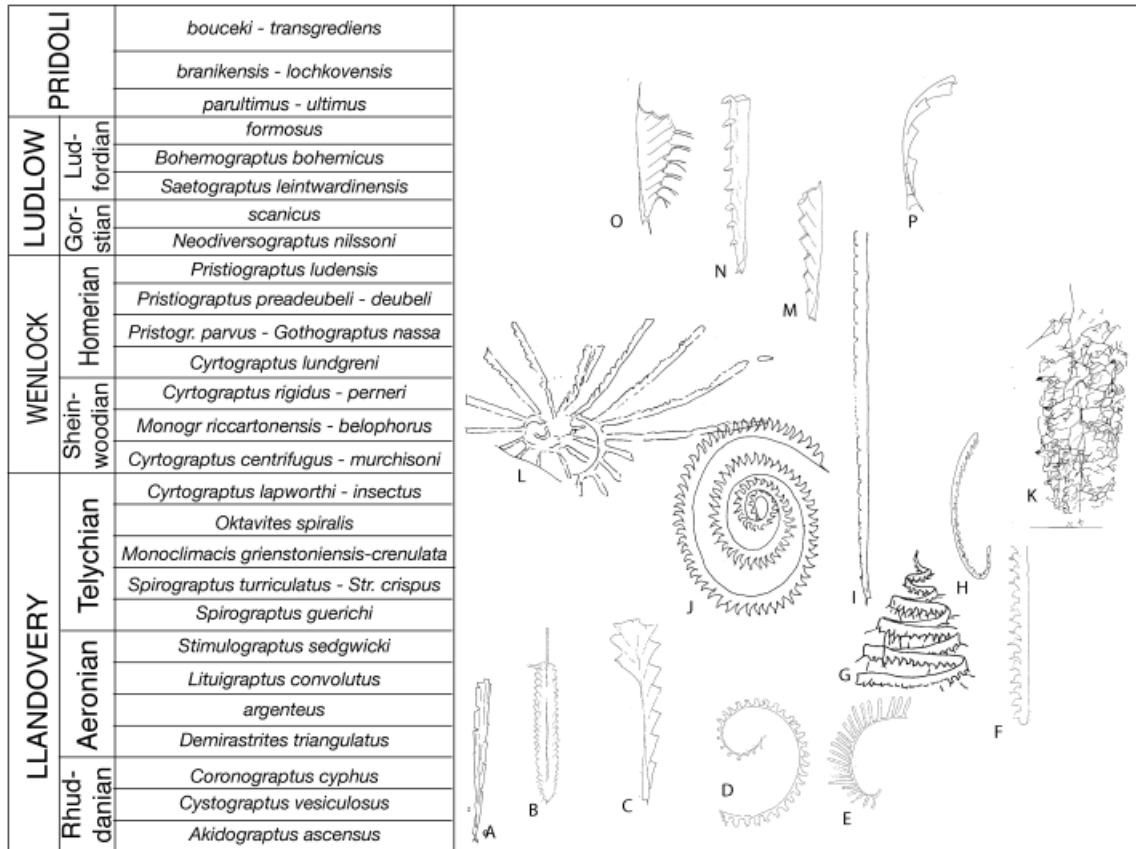 PRIDOLI
bouceki - transgrediens
branikensis - lochkovensis
parultimus - ultimus
LUDLOW
Lud-
fordian
formosus
Bohemograptus bohemicus
Saetograptus leintwardinensis
Gor-
stian
scanicus
Neodiversograptus nilssoni
WENLOCK
Homerian
Pristiograptus ludensis
Pristiograptus preadeubeli - deubeli
Pristogr. parvus - Gothograptus nassa
Cyrtograptus lundgreni
Shein-
woodian
Cyrtograptus rigidus - perneri
Monogr riccartonensis - belophorus
Cyrtograptus centrifugus - murchisoni
LLANDOVERY
Telychian
Cyrtograptus lapworthi - insectus
Oktavites spiralis
Monoclimacis grienstoniensis-crenulata
Spirograptus turriculatus - Str. crispus
Spirograptus guerichi
Aeronian
Stimulograptus sedgwicki
Lituigraptus convolutus
argenteus
Demirastrites triangulatus
Rhud-
danian
Coronograptus cyphus
Cystograptus vesiculosus
Akidograptus ascensus
O
N
P
M
L
K
J
I
H
G
F
A
B
C
D
E